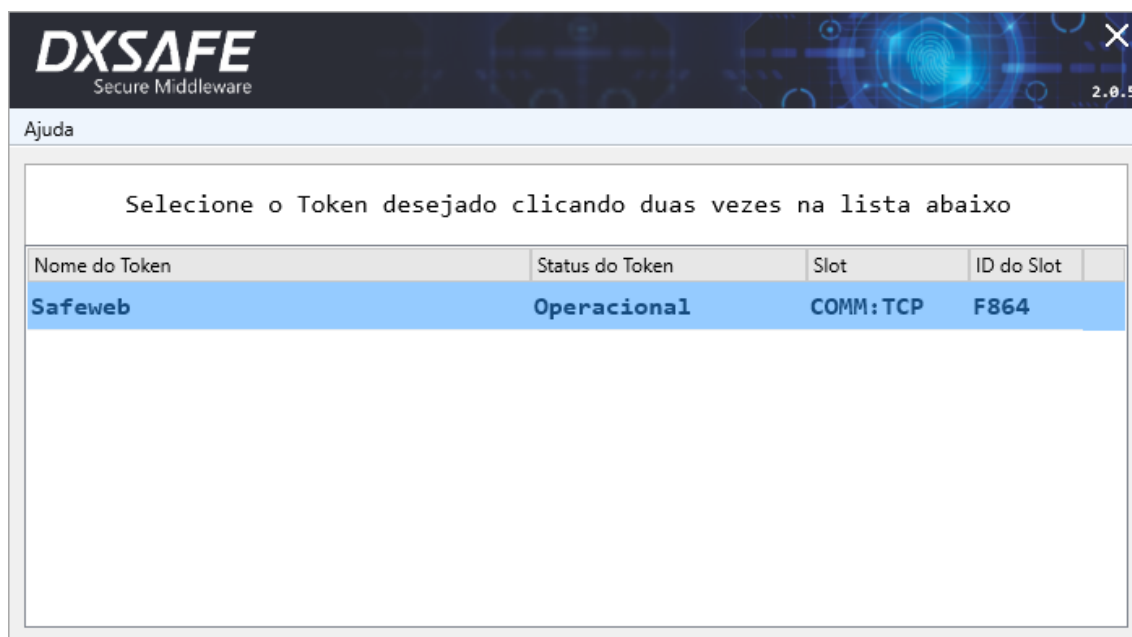 DXSAFE
Secure Middleware
2.0.5
Ajuda
Selecione o Token desejado clicando duas vezes na lista abaixo
Nome do Token Status do Token Slot ID do Slot
Safeweb Operacional COMM:TCP F864